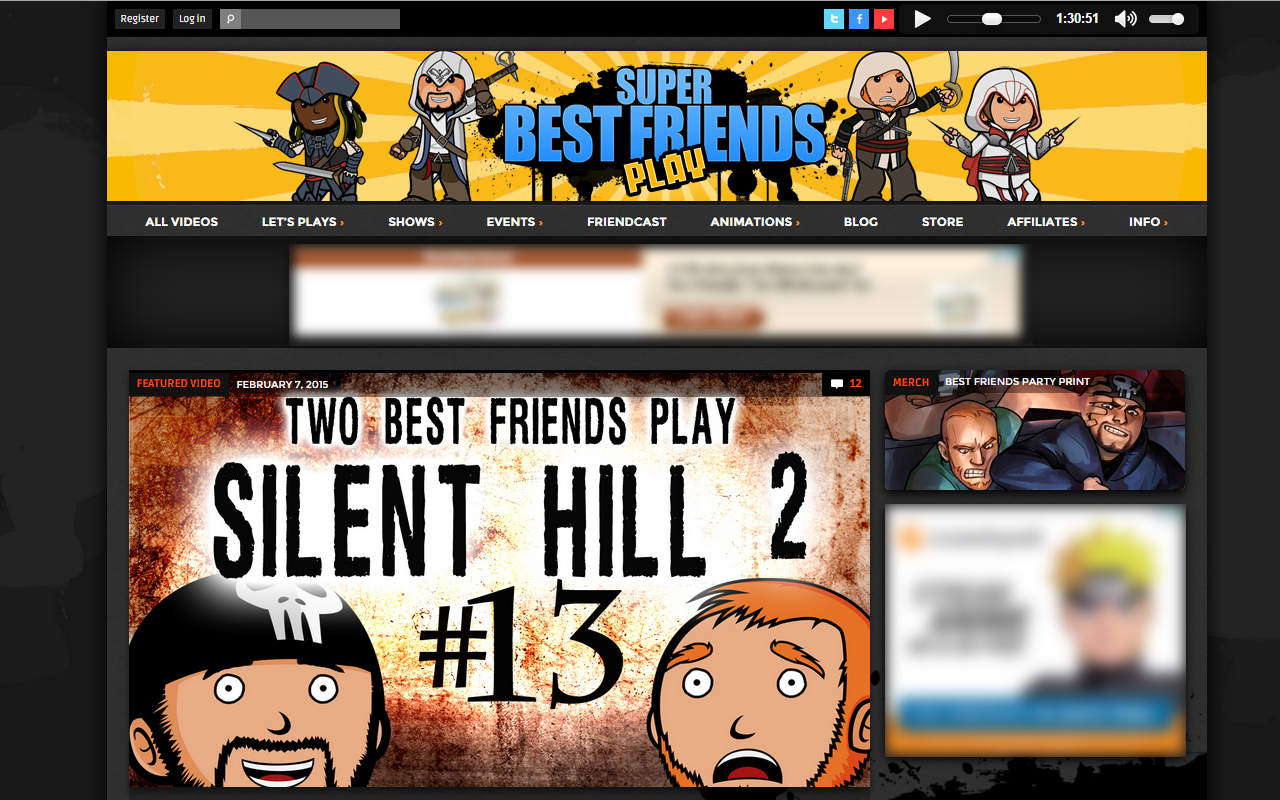 Register
Log in
1:30:51
SUPER
BEST FRIENDS
PLAY
ALL VIDEOS
LET'S PLAYS ›
SHOWS ›
EVENTS ›
FRIENDCAST
ANIMATIONS ›
BLOG
STORE
AFFILIATES ›
INFO ›
FEATURED VIDEO
FEBRUARY 7, 2015
12
TWO BEST FRIENDS PLAY
SILENT HILL 2
#13
MERCH
BEST FRIENDS PARTY PRINT